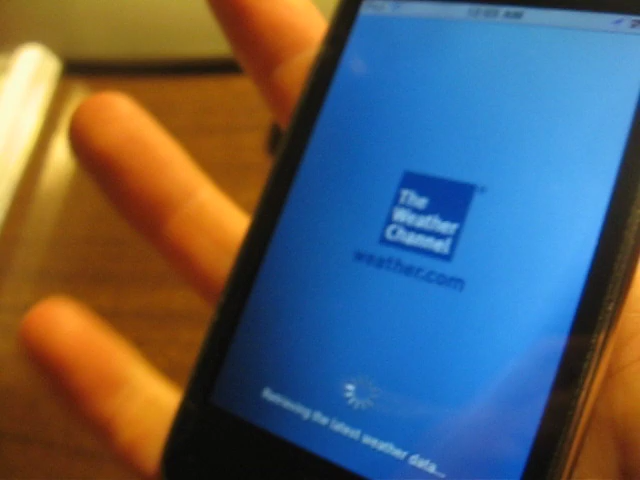 The
Weather
Channel
weather.com
Retrieving the latest weather data...